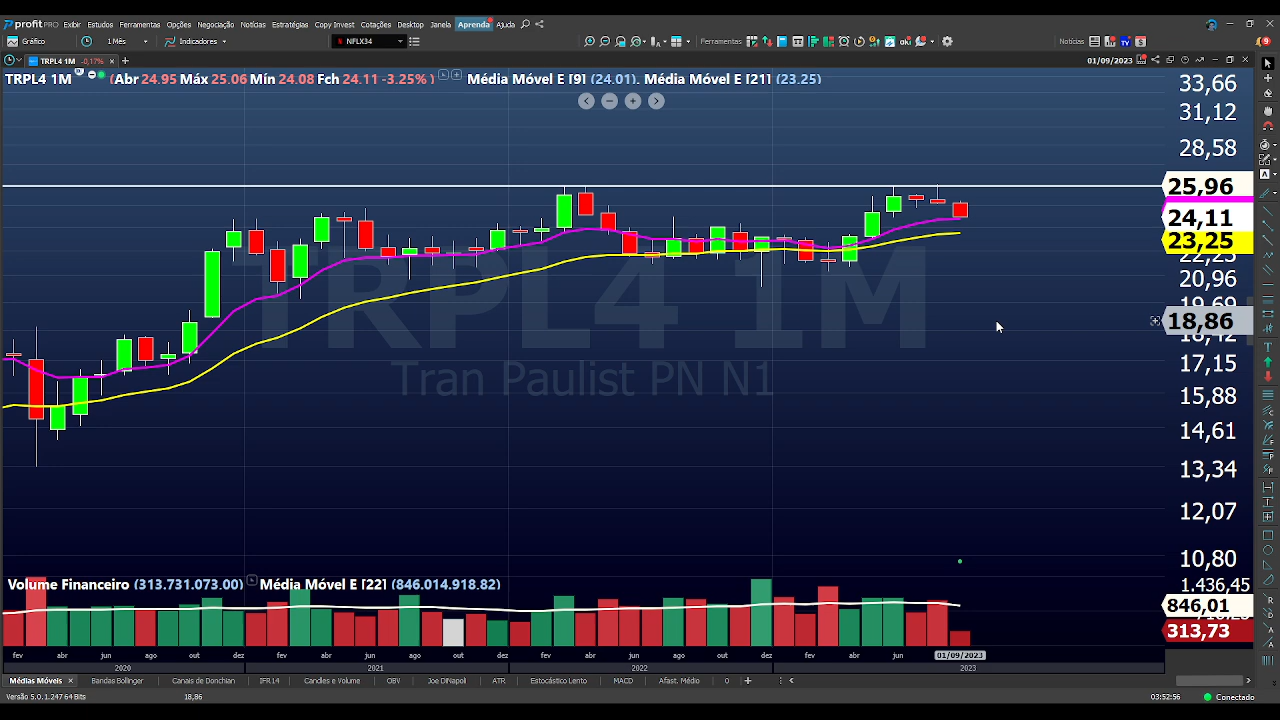 profitPRO Exibir Estudos Ferramentas Opções Negociação Notícias Estratégias Copy Invest Cotações Desktop Janela Aprenda Ajuda
Gráfico 1 Mês Indicadores NFLX34 Ferramentas Notícias
TRPL4 1M -0,17% 01/09/2023
TRPL4 1M (Abr 24.95 Máx 25.06 Mín 24.08 Fch 24.11 -3.25% ) Média Móvel E [9] (24.01), Média Móvel E [21] (23.25)
33,66
31,12
28,58
25,96
24,11
23,25
22,23
20,96
19,69
18,86
18,42
17,15
15,88
14,61
13,34
12,07
10,80
TRPL4 1M
Tran Paulist PN N1
Volume Financeiro (313.731.073.00) Média Móvel E [22] (846.014.918.82)
1.436,45
846,01
313,73
fev abr jun ago out dez fev abr jun ago out dez fev abr jun ago out dez fev abr jun 01/09/2023
2020 2021 2022 2023
Médias Móveis Bandas Bollinger Canais de Donchian IFR14 Candles e Volume OBV Joe DiNapoli ATR Estocástico Lento MACD Afast. Médio 0
Versão 5.0.1.247 64 Bits 18,86 03:52:56 Conectado